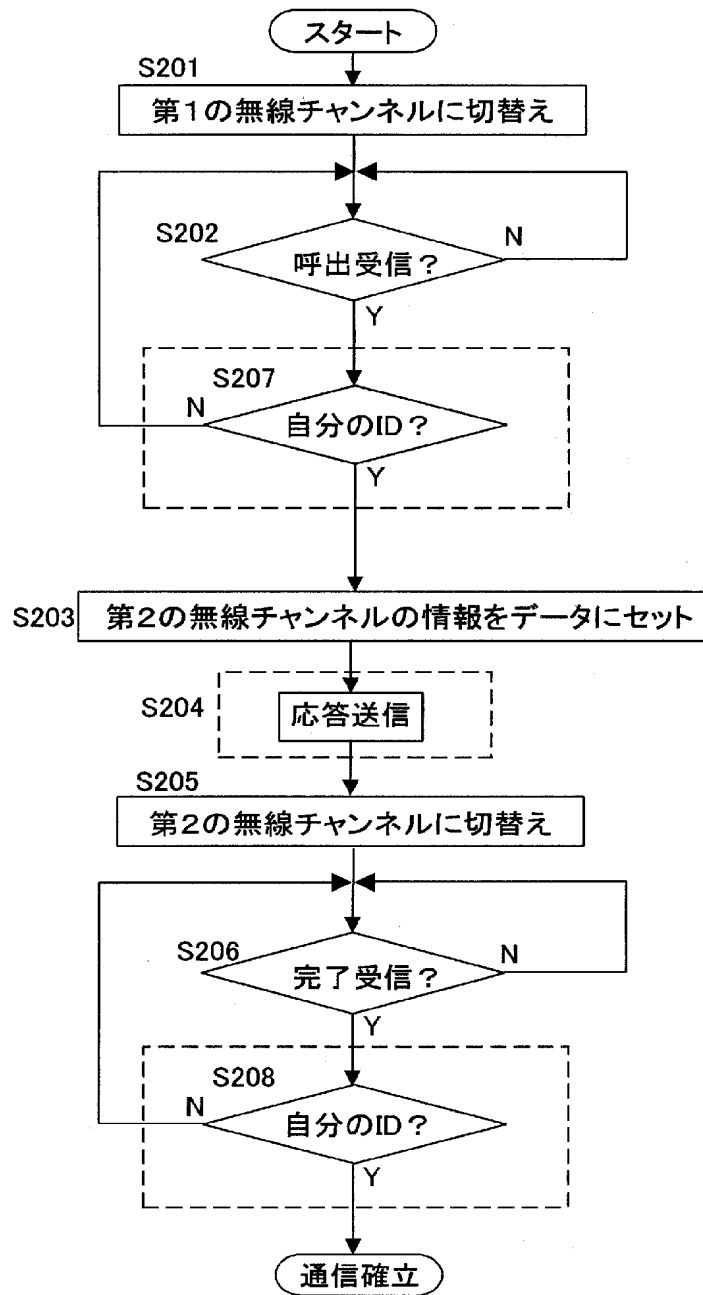 スタート
S201
第1の無線チャンネルに切替え
S202
呼出受信？
N
Y
S207
N
自分のID？
Y
S203
第2の無線チャンネルの情報をデータにセット
S204
応答送信
S205
第2の無線チャンネルに切替え
S206
完了受信？
N
Y
S208
N
自分のID？
Y
通信確立